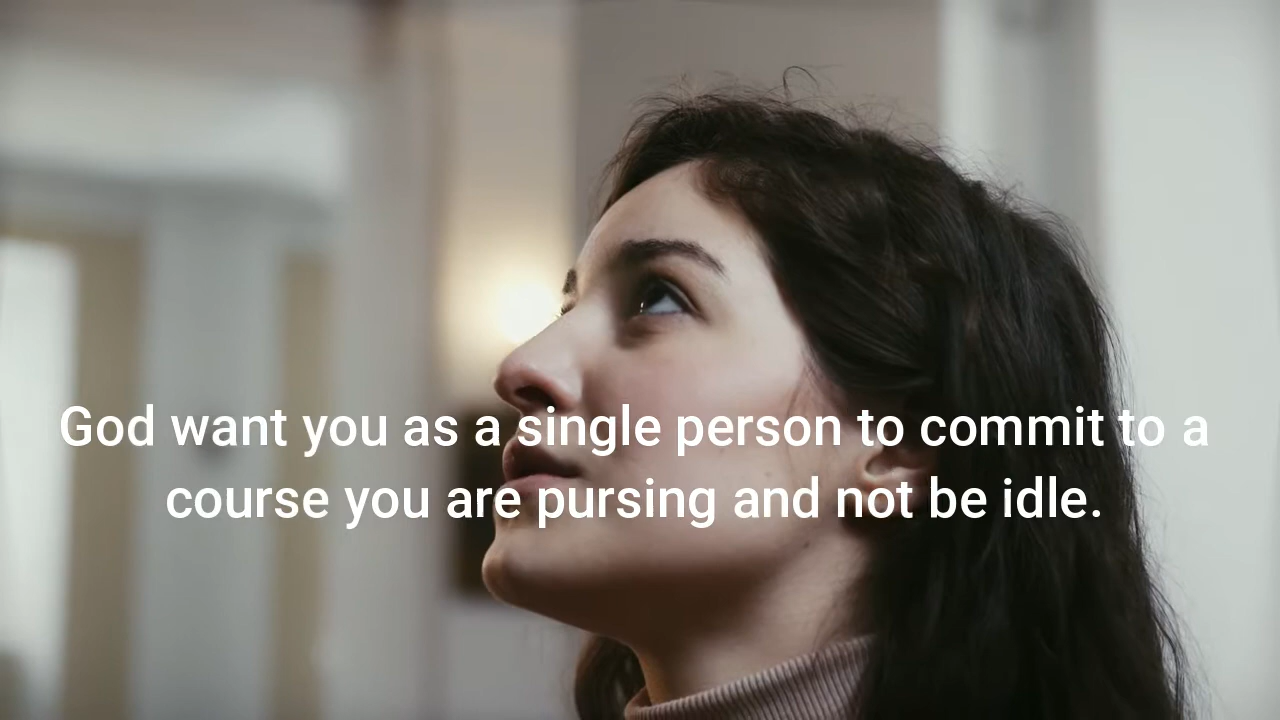 God want you as a single person to commit to a
course you are pursing and not be idle.